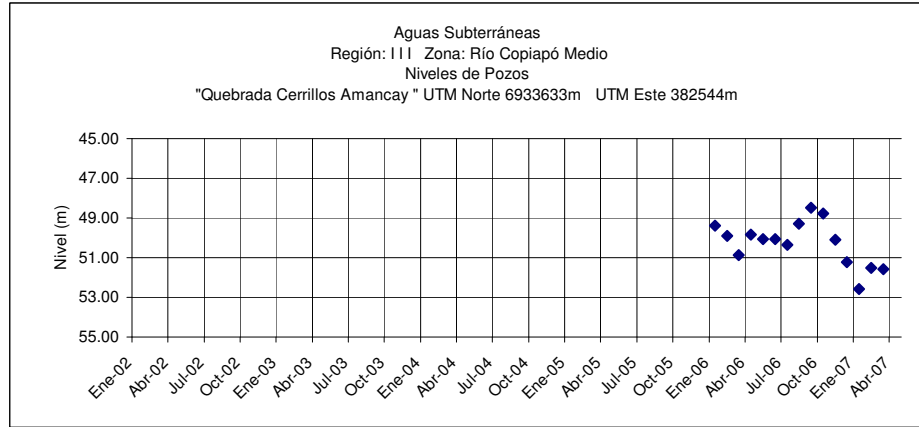 Aguas Subterráneas
Región: I I I   Zona: Río Copiapó Medio
Niveles de Pozos
"Quebrada Cerrillos Amancay " UTM Norte 6933633m   UTM Este 382544m
45.00
47.00
49.00
51.00
53.00
55.00
Nivel (m)
Ene-02
Abr-02
Jul-02
Oct-02
Ene-03
Abr-03
Jul-03
Oct-03
Ene-04
Abr-04
Jul-04
Oct-04
Ene-05
Abr-05
Jul-05
Oct-05
Ene-06
Abr-06
Jul-06
Oct-06
Ene-07
Abr-07